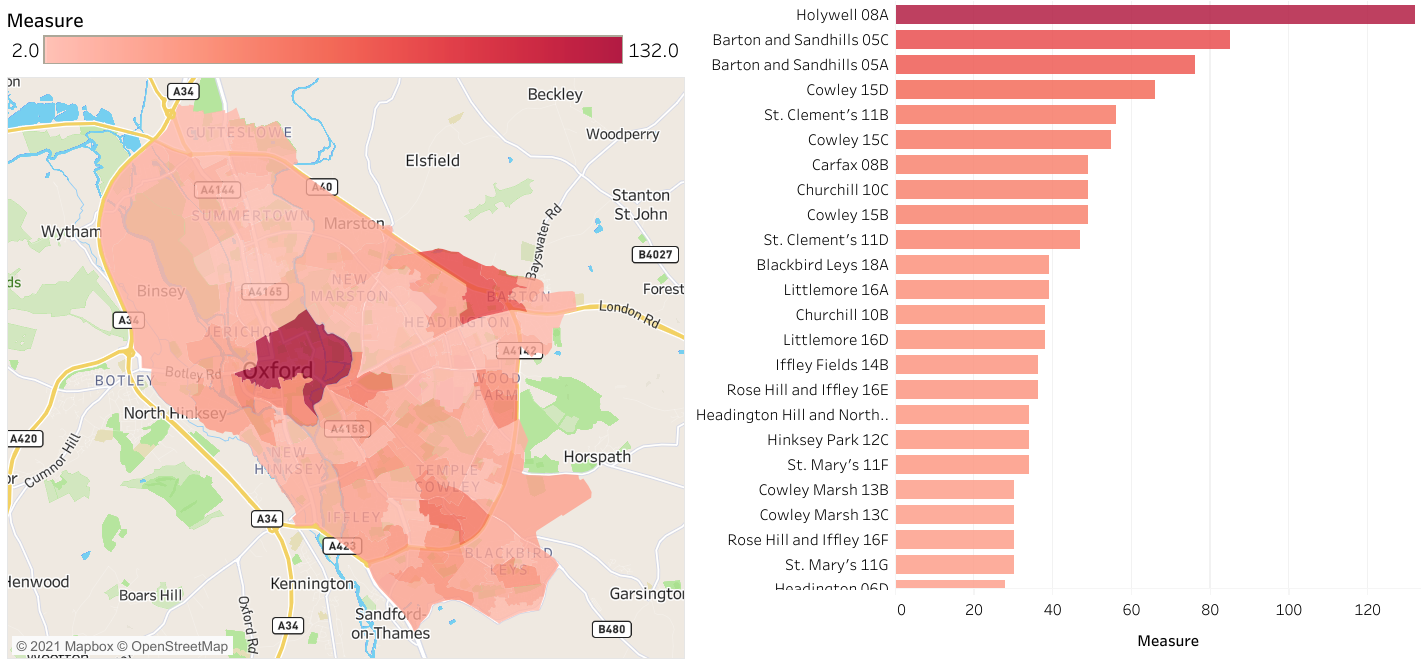 Measure
2.0
132.0
on
A34
Beckley
CUTTESLOWE
Woodperry
Elsfield
A4144
A40
Stanton
St John
SUMMERTOWN
Marston
Wytham
Bayswater Rd
B4027
ds
NEW
MARSTON
Binsey
A4165
BARTON
Forest
London Rd
A34
JERICHO
HEADINGTON
A4142
Oxford
Botley Rd
BOTLEY
WOOD
FARM
North Hinksey
A4158
A420
Cumnor Hill
NEW
HINKSEY
Horspath
TEMPLE
COWLEY
or
A34
IFFLEY
A423
BLACKBIRD
LEYS
Henwood
Kennington
Boars Hill
Garsington
Oxford Rd
Sandford-
on-Thames
A34
B480
© 2021 Mapbox © OpenStreetMap
Holywell 08A
Barton and Sandhills 05C
Barton and Sandhills 05A
Cowley 15D
St. Clement's 11B
Cowley 15C
Carfax 08B
Churchill 10C
Cowley 15B
St. Clement's 11D
Blackbird Leys 18A
Littlemore 16A
Churchill 10B
Littlemore 16D
Iffley Fields 14B
Rose Hill and Iffley 16E
Headington Hill and North..
Hinksey Park 12C
St. Mary's 11F
Cowley Marsh 13B
Cowley Marsh 13C
Rose Hill and Iffley 16F
St. Mary's 11G
Headington 06D
0 20 40 60 80 100 120
Measure